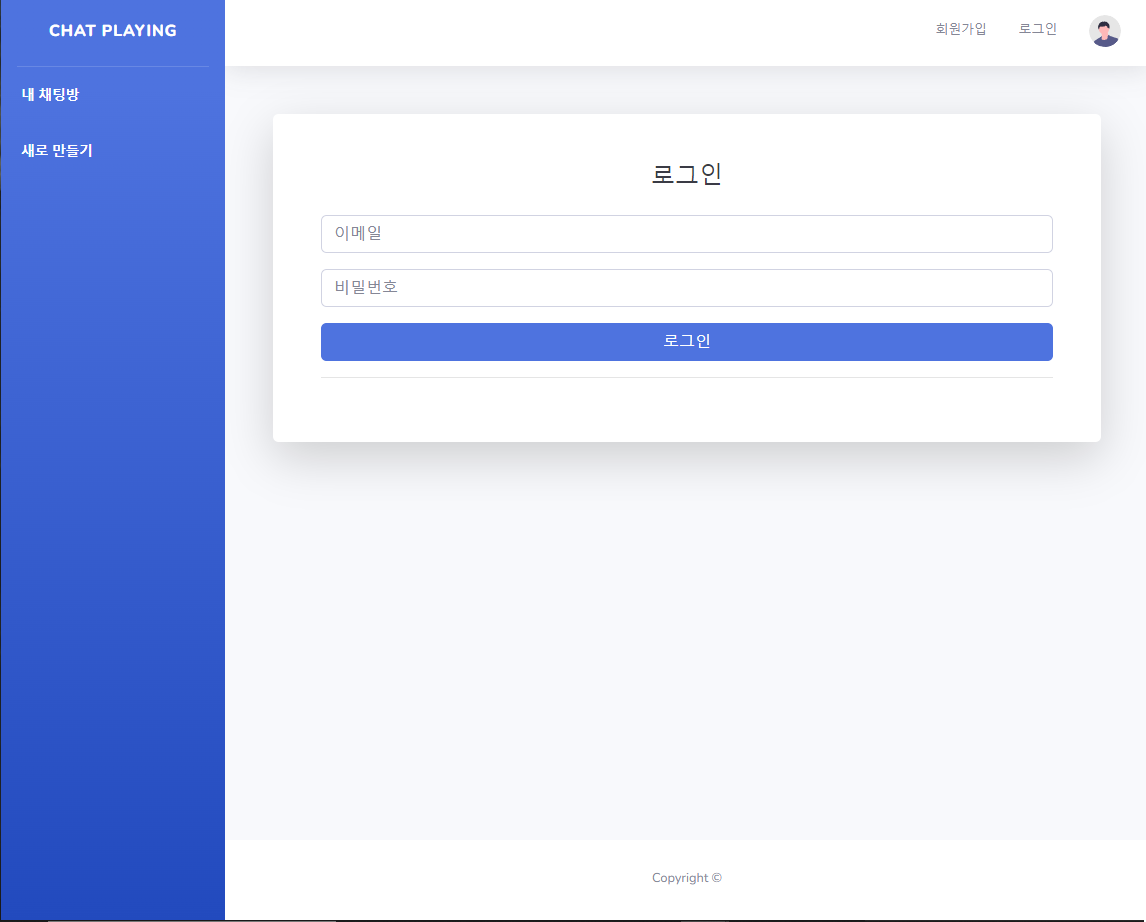 CHAT PLAYING
내 채팅방
새로 만들기
회원가입 로그인
로그인
이메일
비밀번호
로그인
Copyright ©